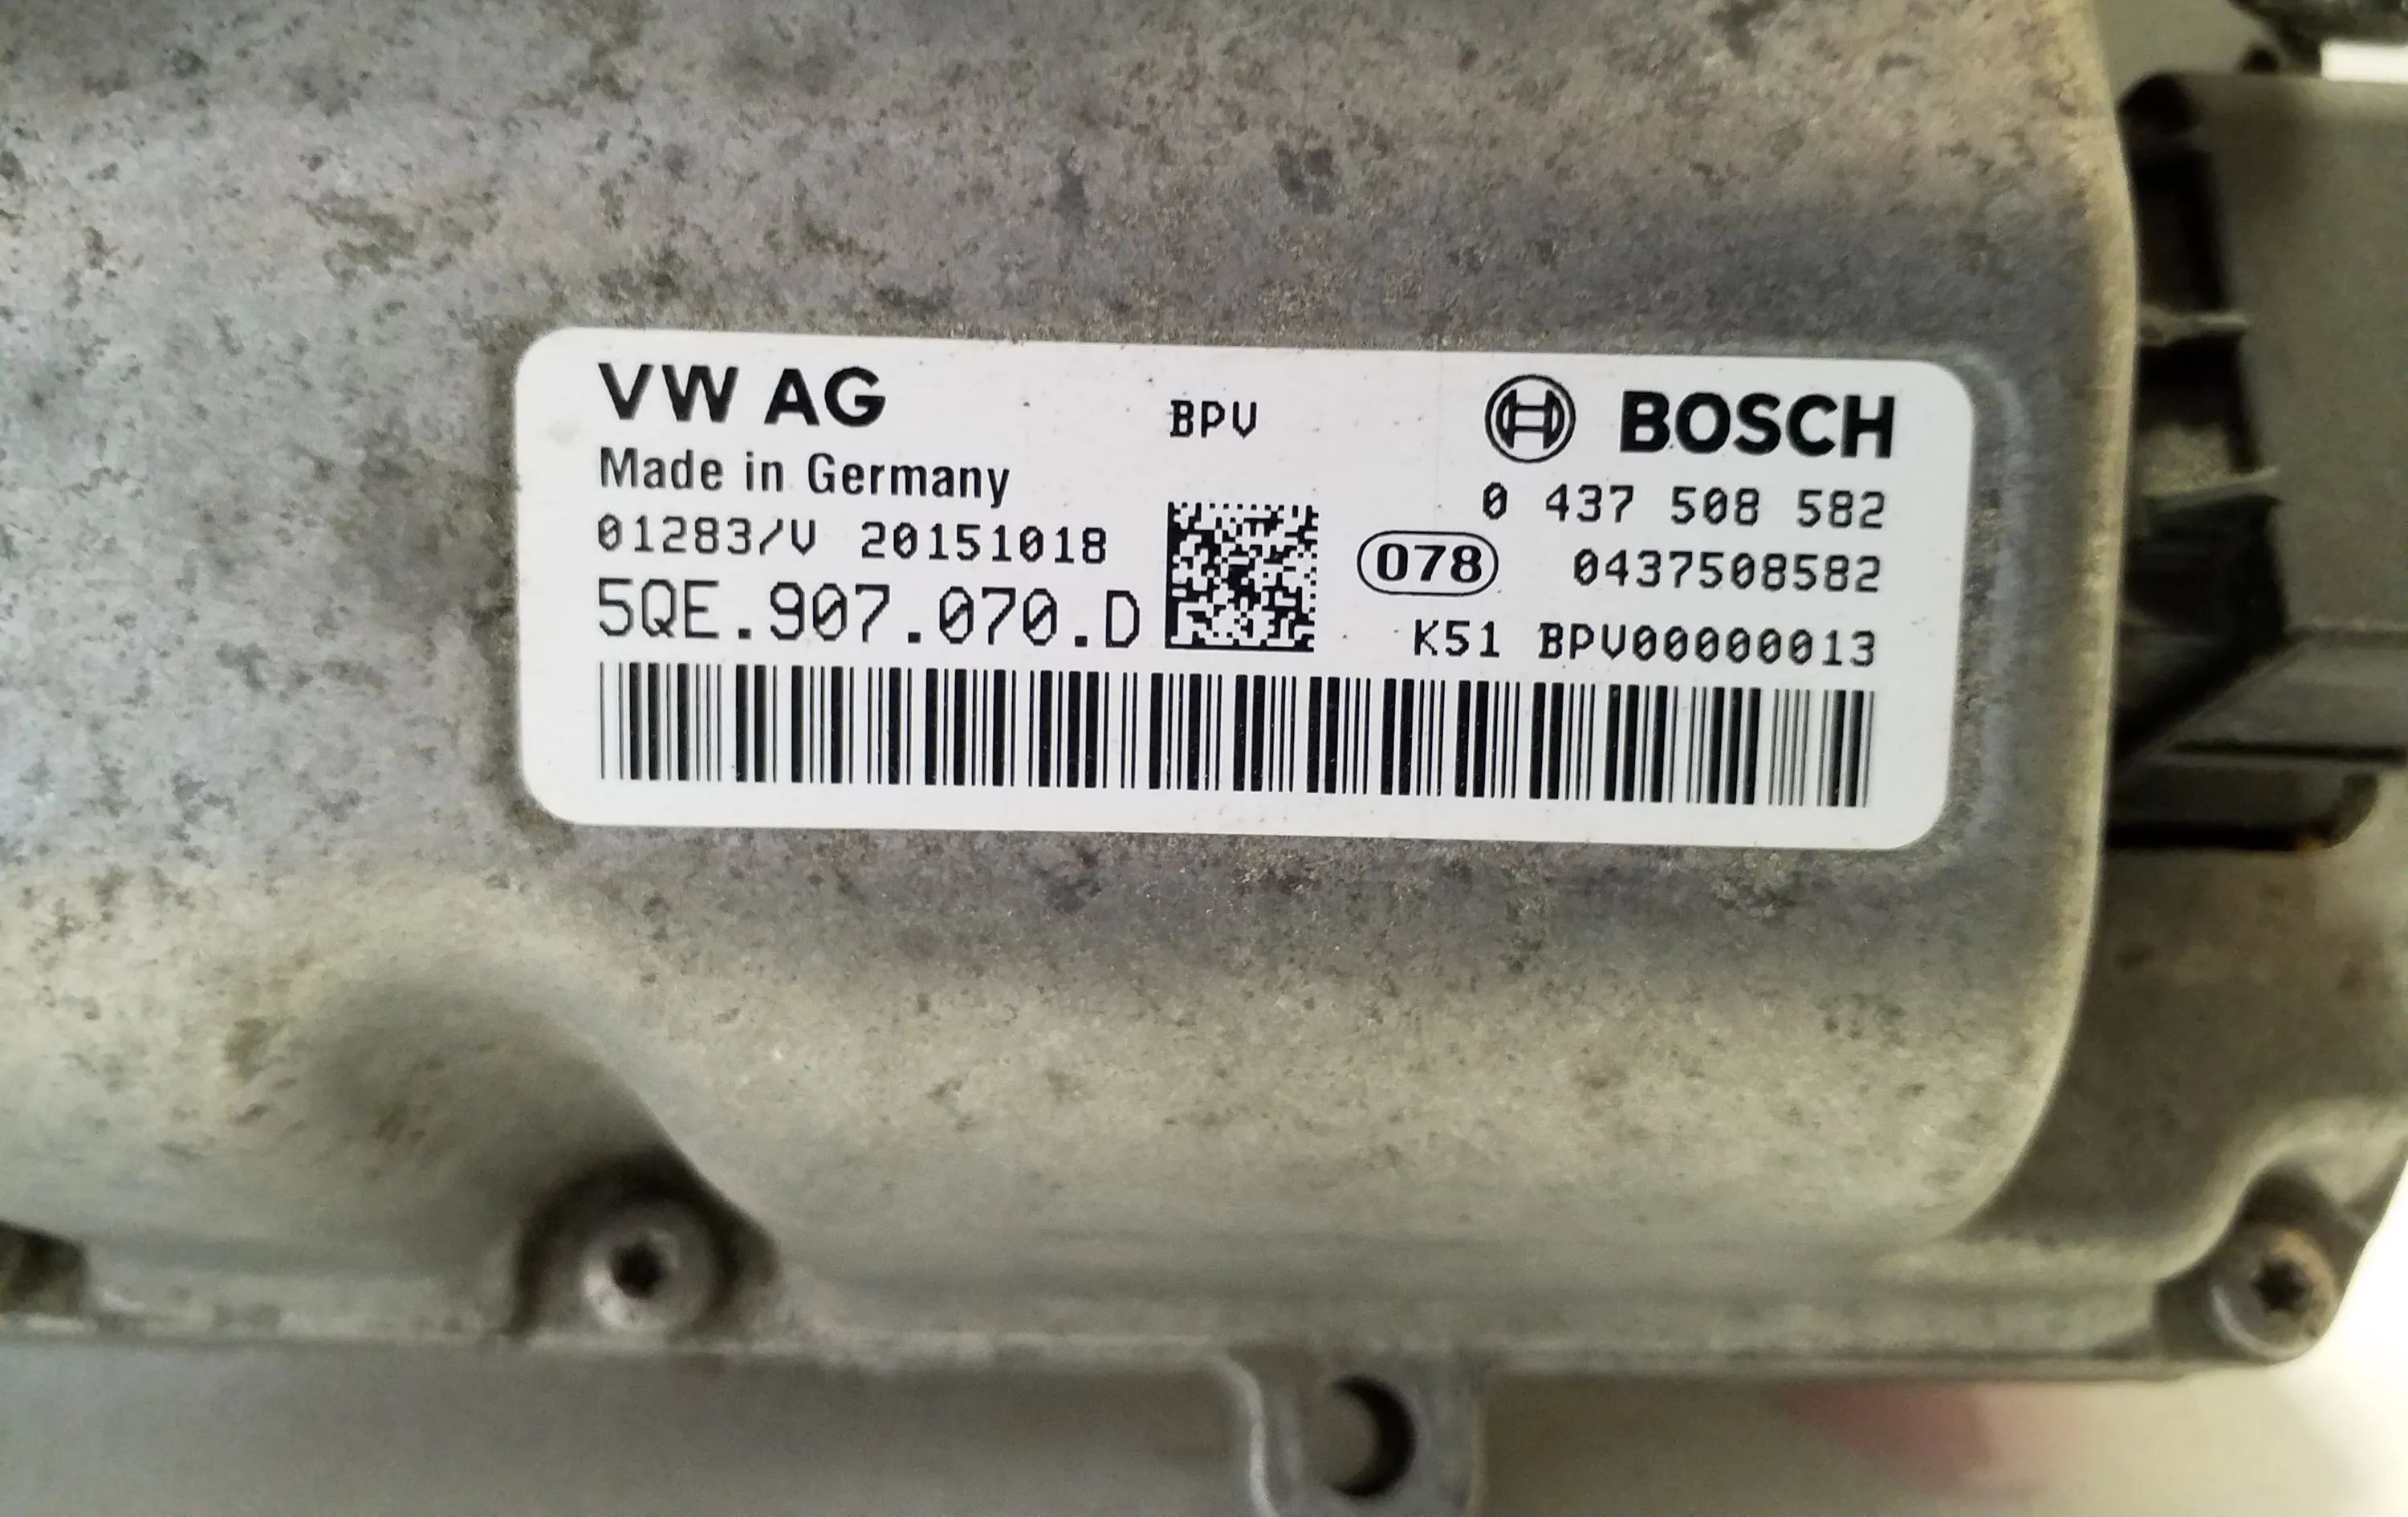 VW AG
BPV
BOSCH
Made in Germany
0 437 508 582
01283/V 20151018
078
0437508582
5QE.907.070.D
K51 BPV00000013